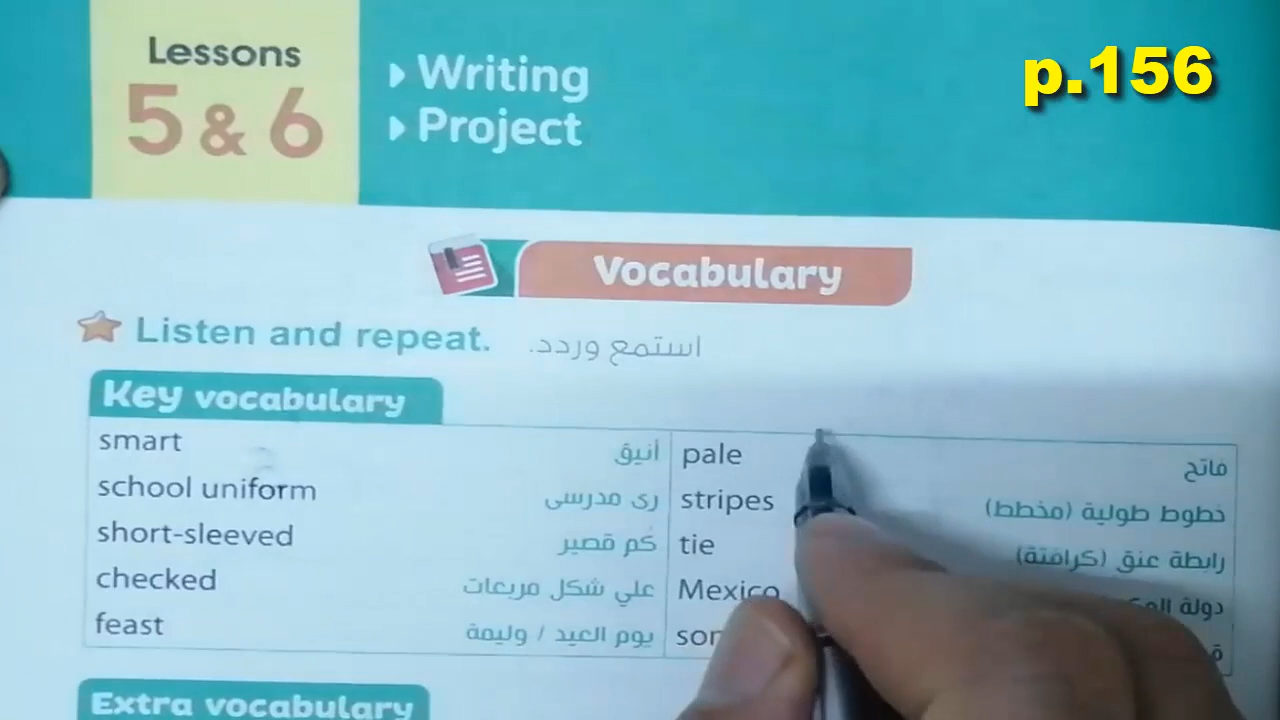 Lessons
5 & 6
Writing
Project
p.156
Vocabulary
Listen and repeat. استمع وردد.
Key vocabulary
smart أنيق pale فاتح
school uniform زى مدرسى stripes خطوط طولية (مخطط)
short-sleeved كُم قصير tie رابطة عنق (كرافتة)
checked علي شكل مربعات Mexico دولة
feast يوم العيد / وليمة
Extra vocabulary